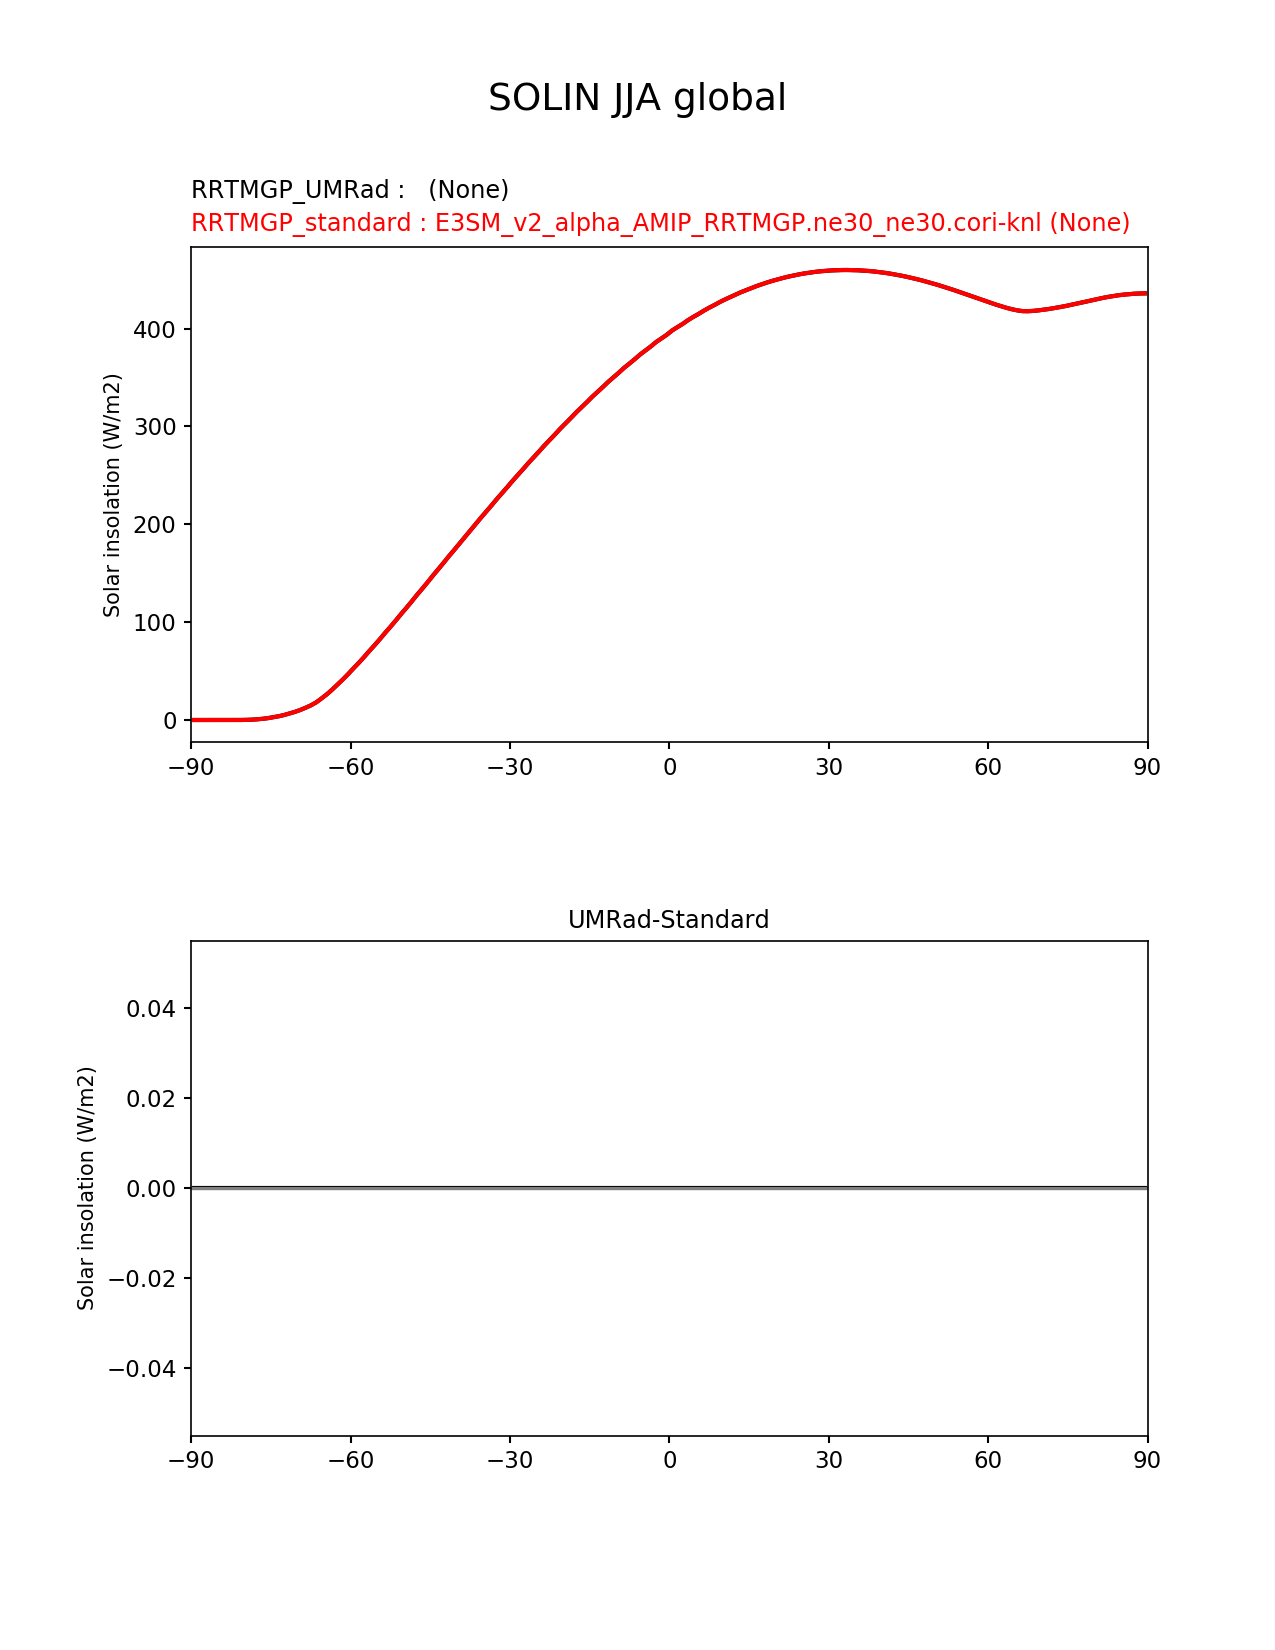 SOLIN JJA global
RRTMGP_UMRad :   (None)
RRTMGP_standard : E3SM_v2_alpha_AMIP_RRTMGP.ne30_ne30.cori-knl (None)
Solar insolation (W/m2)
400
300
200
100
0
−90 −60 −30 0 30 60 90
UMRad-Standard
Solar insolation (W/m2)
0.04
0.02
0.00
−0.02
−0.04
−90 −60 −30 0 30 60 90